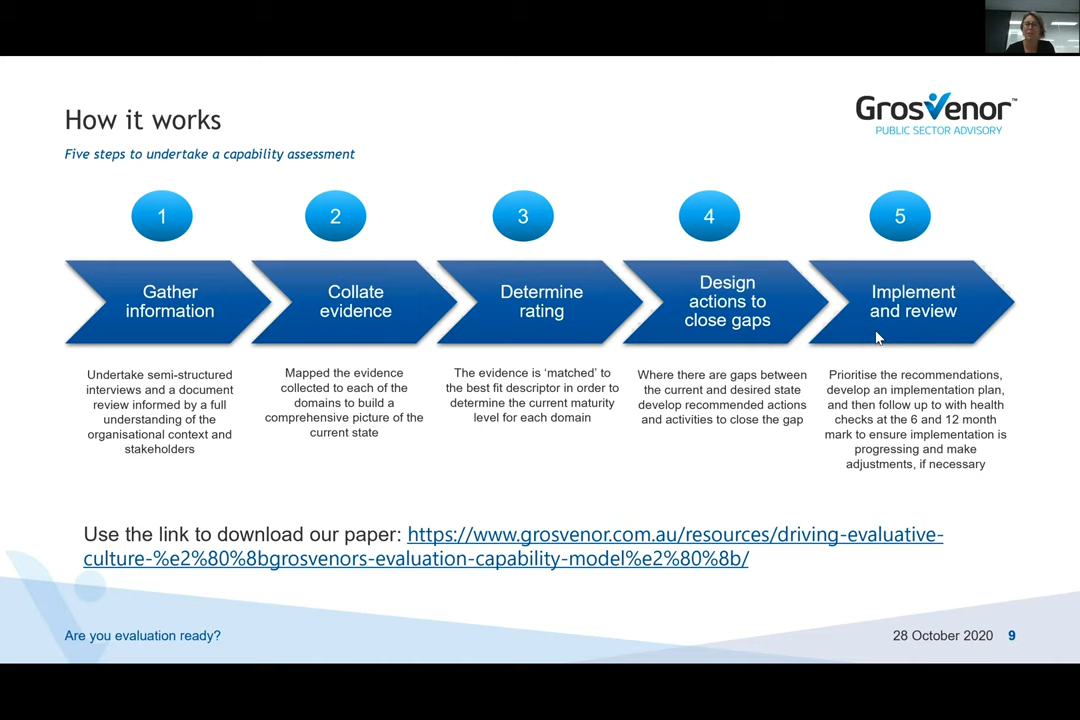 How it works
Five steps to undertake a capability assessment
GrosVenor™
PUBLIC SECTOR ADVISORY
1
2
3
4
5
Gather
information
Collate
evidence
Determine
rating
Design
actions to
close gaps
Implement
and review
Undertake semi-structured
interviews and a document
review informed by a full
understanding of the
organisational context and
stakeholders
Mapped the evidence
collected to each of the
domains to build a
comprehensive picture of the
current state
The evidence is ‘matched’ to
the best fit descriptor in order to
determine the current maturity
level for each domain
Where there are gaps between
the current and desired state
develop recommended actions
and activities to close the gap
Prioritise the recommendations,
develop an implementation plan,
and then follow up to with health
checks at the 6 and 12 month
mark to ensure implementation is
progressing and make
adjustments, if necessary
Use the link to download our paper: https://www.grosvenor.com.au/resources/driving-evaluative-
culture-%e2%80%8bgrosvenors-evaluation-capability-model%e2%80%8b/
Are you evaluation ready?
28 October 2020 9